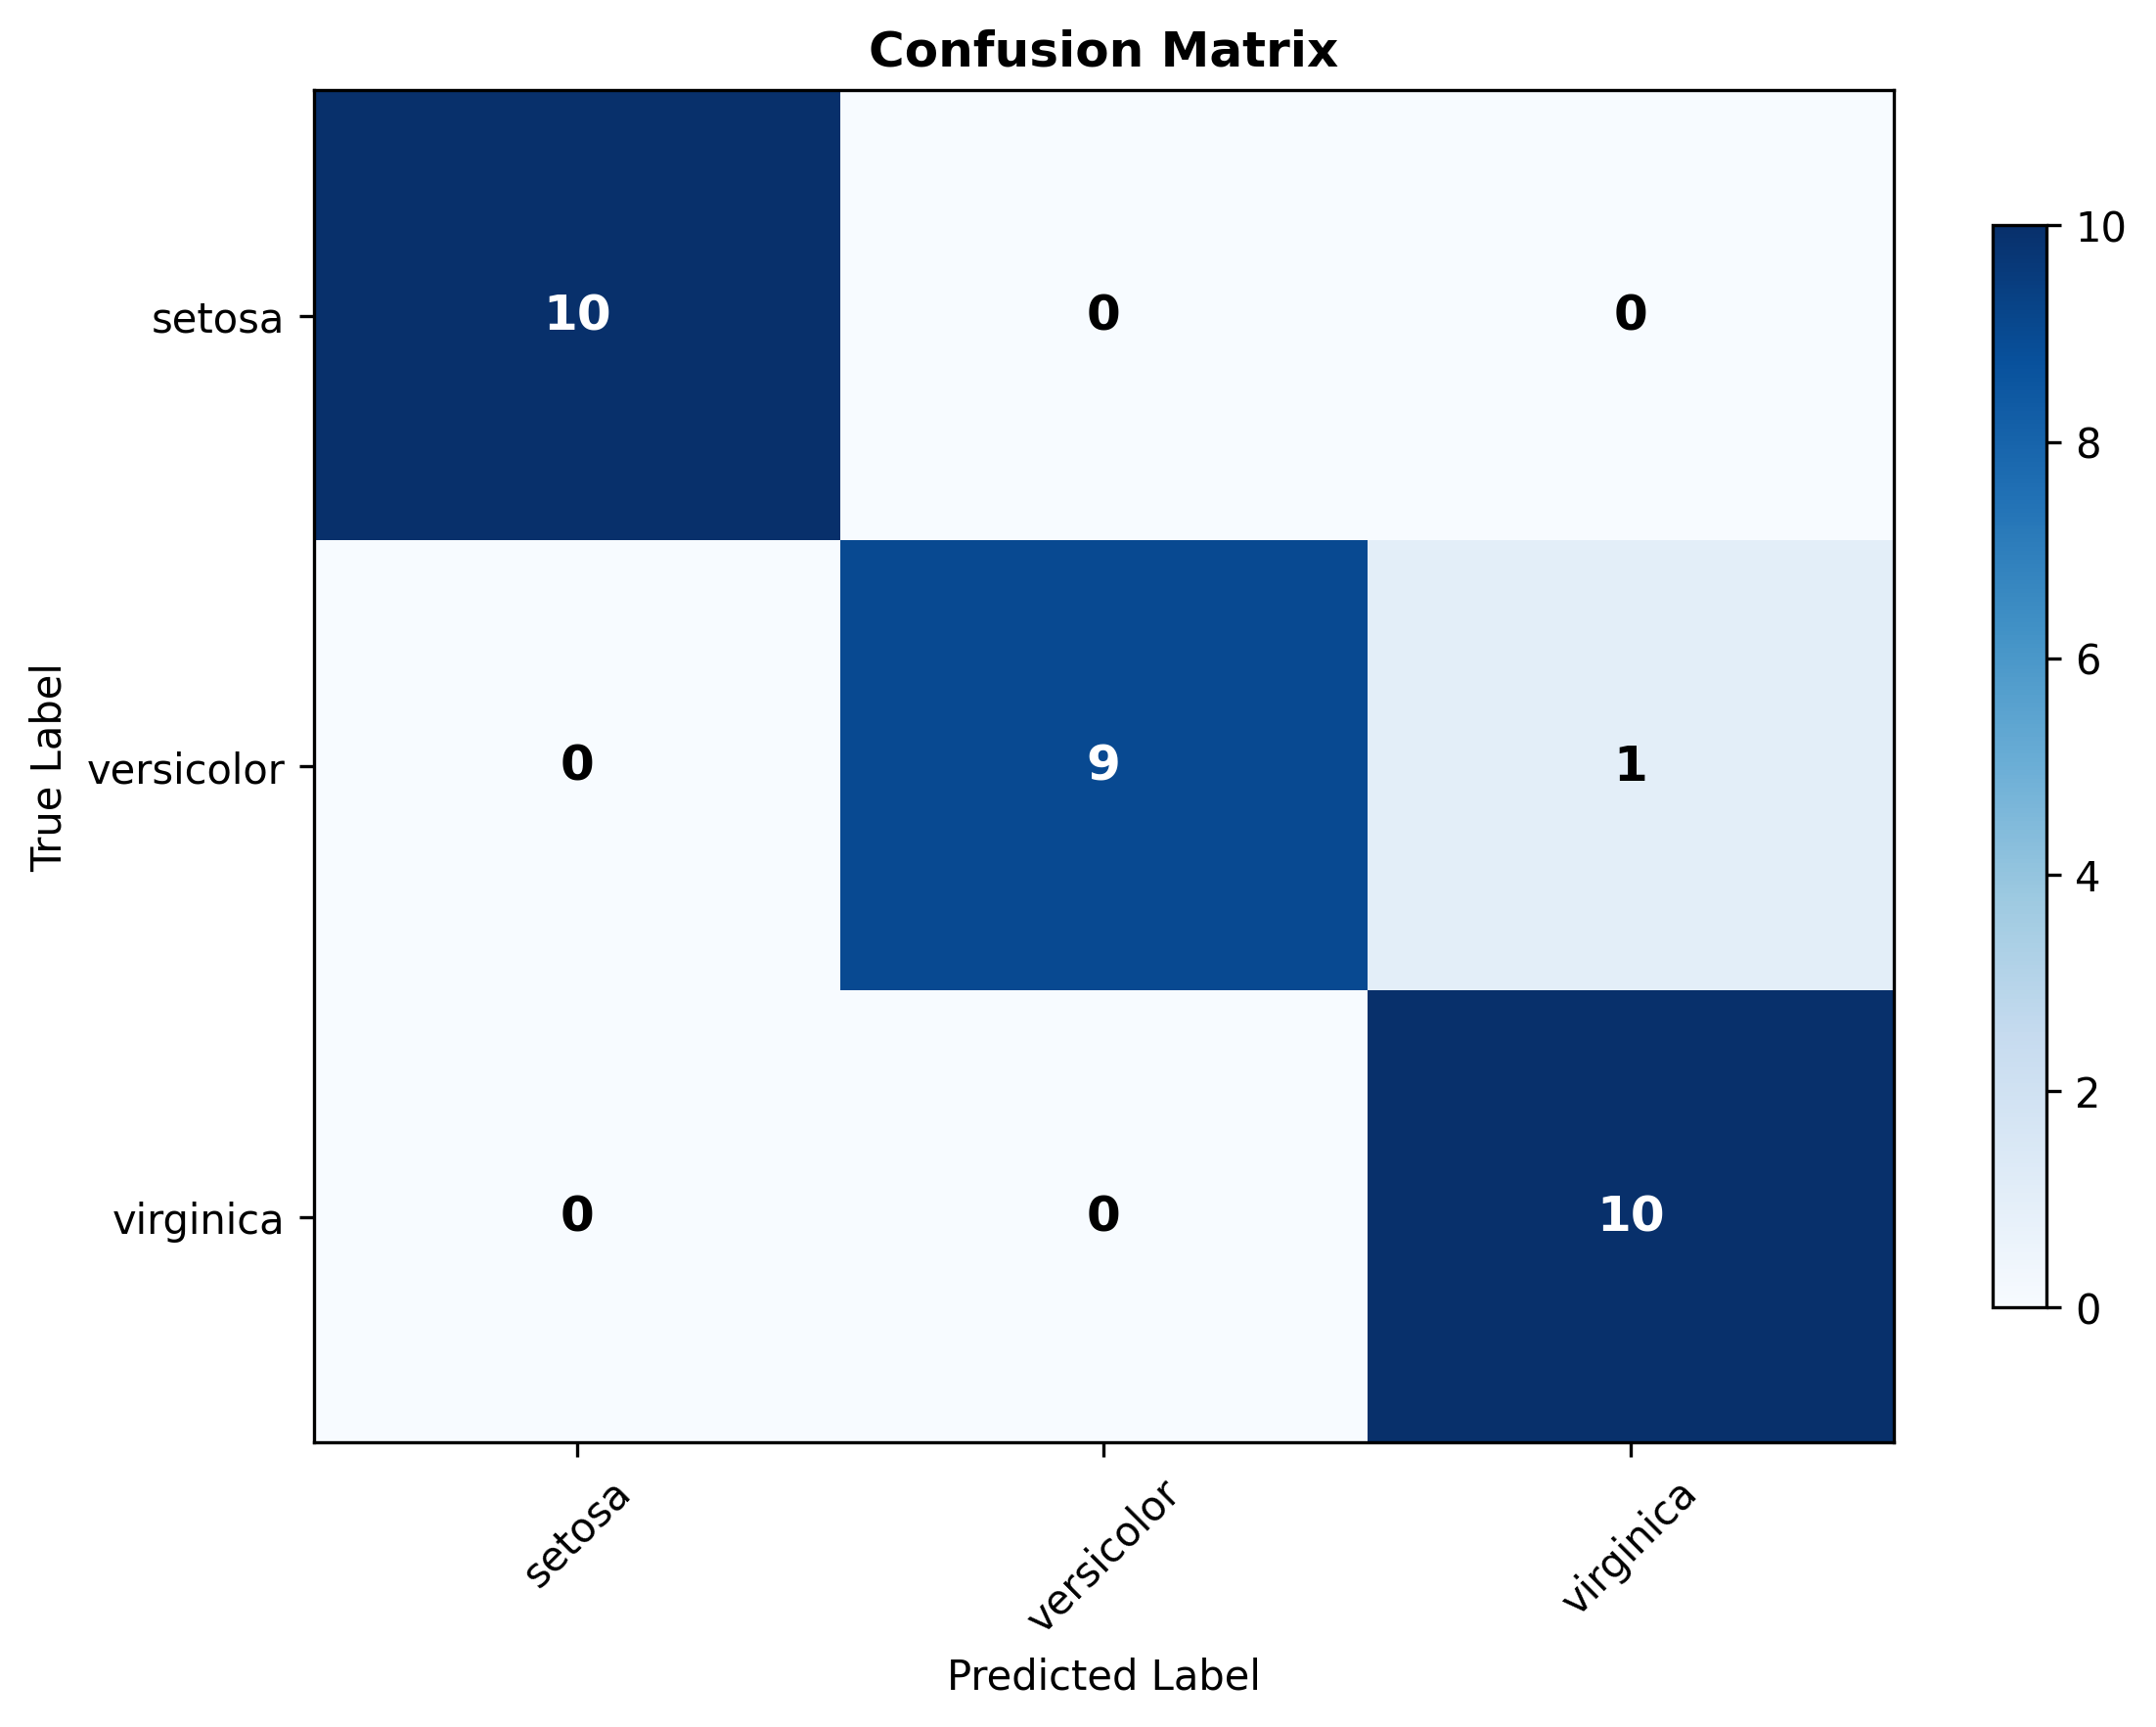 Confusion Matrix
True Label
setosa
versicolor
virginica
10 0 0
0 9 1
0 0 10
setosa versicolor virginica
Predicted Label
10
8
6
4
2
0